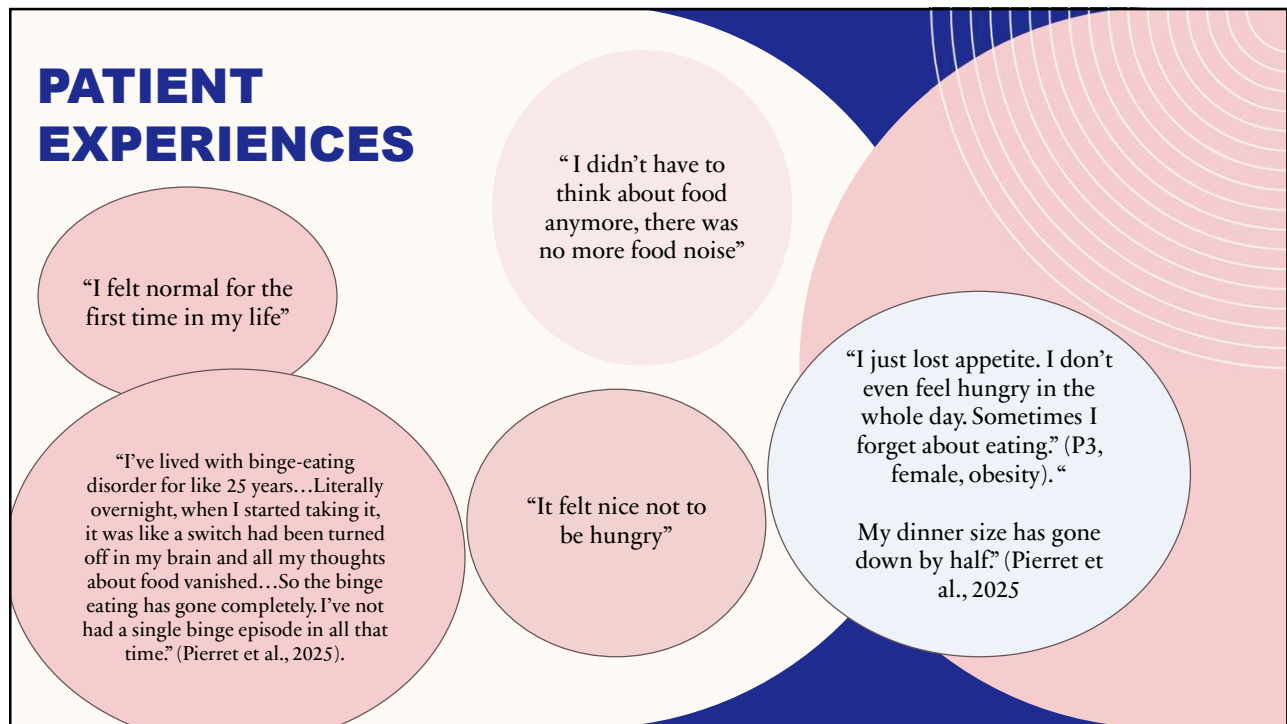 PATIENT
EXPERIENCES
“I felt normal for the
first time in my life”
“I’ve lived with binge-eating
disorder for like 25 years…Literally
overnight, when I started taking it,
it was like a switch had been turned
off in my brain and all my thoughts
about food vanished…So the binge
eating has gone completely. I’ve not
had a single binge episode in all that
time.” (Pierret et al., 2025).
“ I didn’t have to
think about food
anymore, there was
no more food noise”
“It felt nice not to
be hungry”
“I just lost appetite. I don’t
even feel hungry in the
whole day. Sometimes I
forget about eating.” (P3,
female, obesity). “
My dinner size has gone
down by half.” (Pierret et
al., 2025